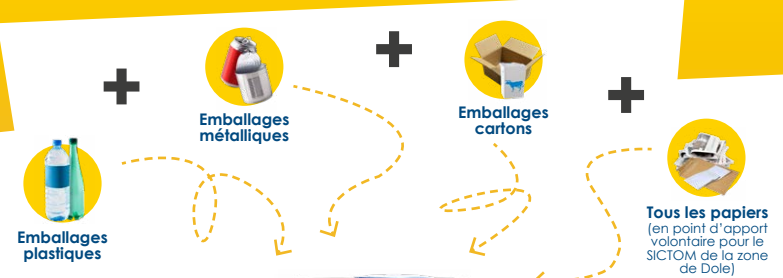 Emballages
plastiques
Emballages
métalliques
Emballages
cartons
Tous les papiers
(en point d'apport
volontaire pour le
SICTOM de la zone
de Dole)